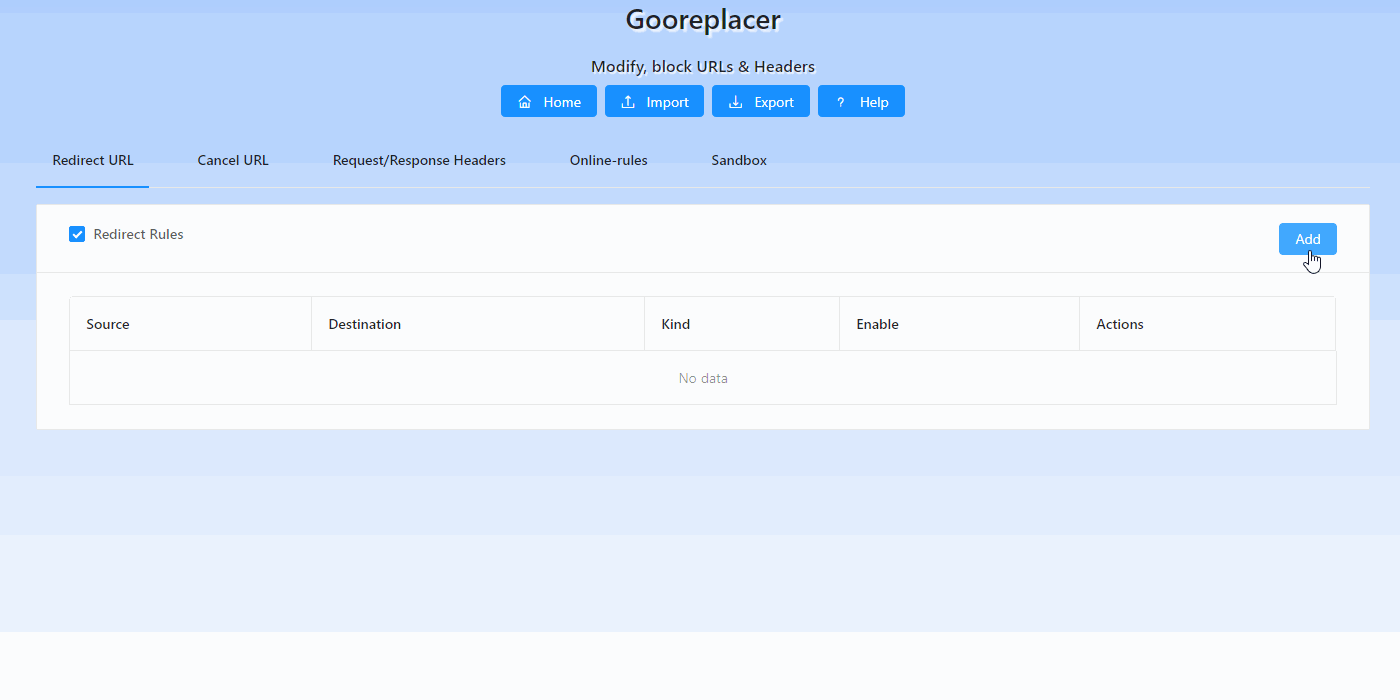 Gooreplacer
Modify, block URLs & Headers
Home Import Export ? Help
Redirect URL Cancel URL Request/Response Headers Online-rules Sandbox
Redirect Rules Add
Source Destination Kind Enable Actions
No data